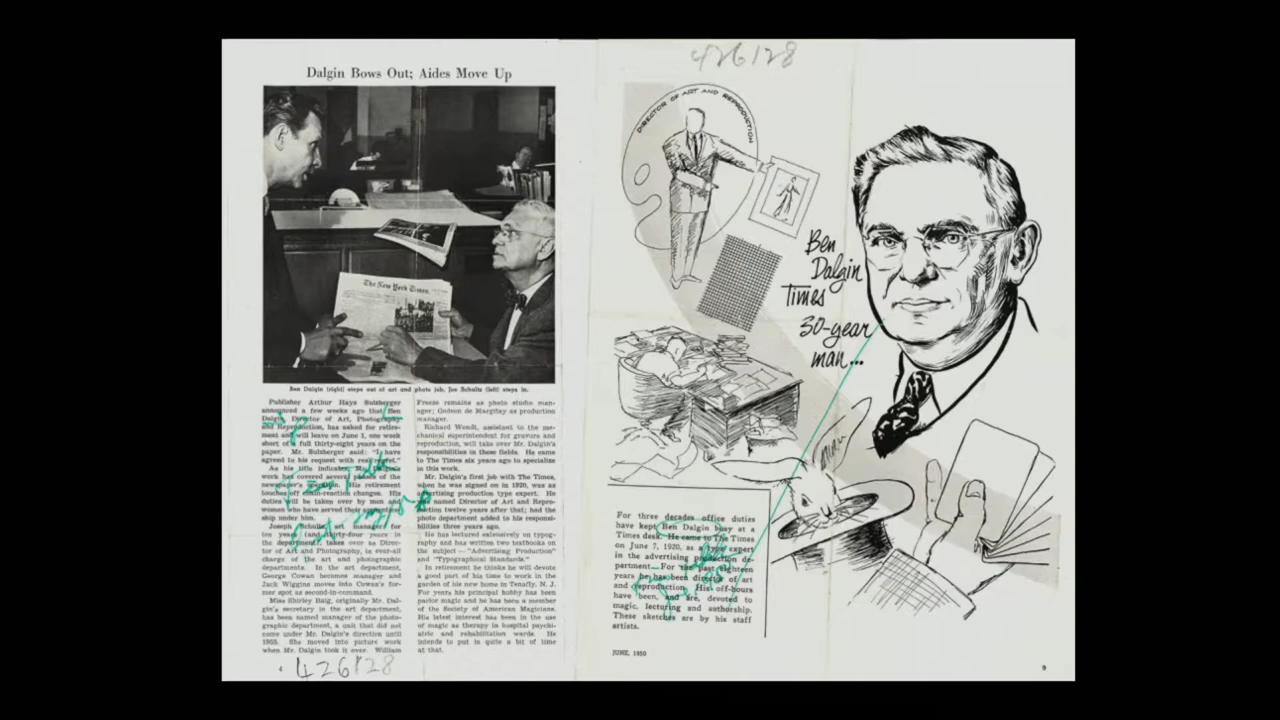 Dalgin Bows Out; Aides Move Up
The New York Times.
Ben Dalgin (right) steps out of art and photo job, Joe Schultz (left) steps in.
Publisher Arthur Hays Sulzberger
announced a few weeks ago that Ben
Dalgin, Director of Art, Photography
and Reproduction, has asked for retire-
ment and will leave on June 1, one week
short of full thirty-eight years on the
paper. Mr. Sulzberger said: "I have
agreed to his request with real regret."
As his title indicates, Mr. Dalgin's
work has covered several phases of the
newspaper's operation. His retirement
touches off chain-reaction changes. His
duties will be taken over by men and
women who have served their
ship under him.
Joseph Schultz, art manager for
ten years (and thirty-four years in
the department), takes over as Direc-
tor of Art and Photography, in over-all
charge of the art and photographic
departments. In the art department,
George Cowan becomes manager and
Jack Wiggins moves into Cowan's for-
mer spot as second-in-command.
Miss Shirley Baig, originally Mr. Dal-
gin's secretary in the art department,
has been named manager of the photo-
graphic department, a unit that did not
come under Mr. Dalgin's direction until
1955. She moved into picture work
when Mr. Dalgin took it over. William
Freeze remains as photo studio man-
ager; Gedeon de Margitay as production
manager.
Richard Wendt, assistant to the me-
chanical superintendent for gravure and
reproduction, will take over Mr. Dalgin's
responsibilities in these fields. He came
to The Times six years ago to specialize
in this work.
Mr. Dalgin's first job with The Times,
when he was signed on in 1920, was as
advertising production type expert. He
named Director of Art and Repro-
duction twelve years after that; had the
photo department added to his responsi-
bilities three years ago.
He has lectured extensively on typog-
raphy and has written two textbooks on
the subject — "Advertising Production"
and "Typographical Standards."
In retirement he thinks he will devote
a good part of his time to work in the
garden of his new home in Tenafly, N. J.
For years his principal hobby has been
parlor magic and he has been a member
of the Society of American Magicians.
His latest interest has been in the use
of magic as therapy in hospital psychi-
atric and rehabilitation wards. He
intends to put in quite a bit of time
at that.
4
426128
426128
DIRECTOR OF ART AND REPRODUCTION
Ben
Dalgin
Times
30-year
man...
For three decades office duties
have kept Ben Dalgin busy at a
Times desk. He came to The Times
on June 7, 1920, as a type expert
in the advertising production de-
partment. For the past eighteen
years he has been director of art
and reproduction. His off-hours
have been, and are, devoted to
magic, lecturing and authorship.
These sketches are by his staff
artists.
JUNE, 1950
9